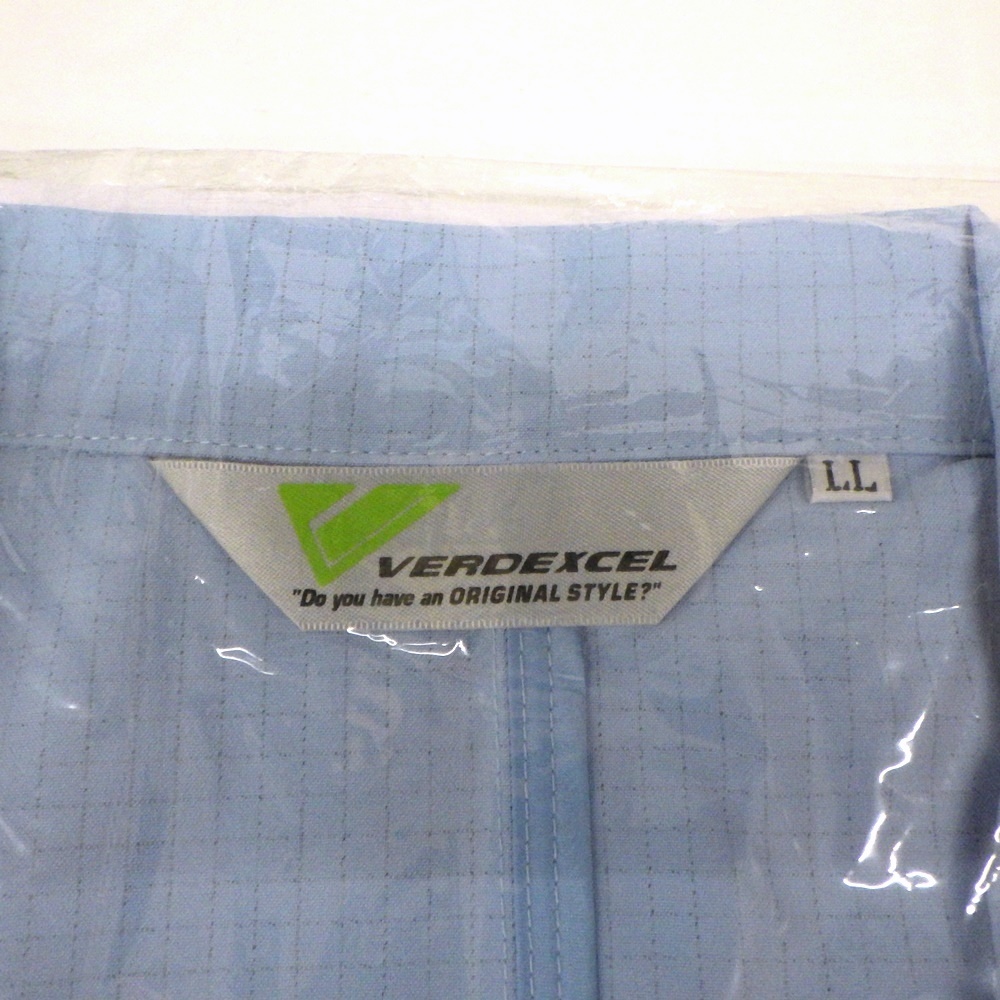 LL
VERDEXCEL
"Do you have an ORIGINAL STYLE?"